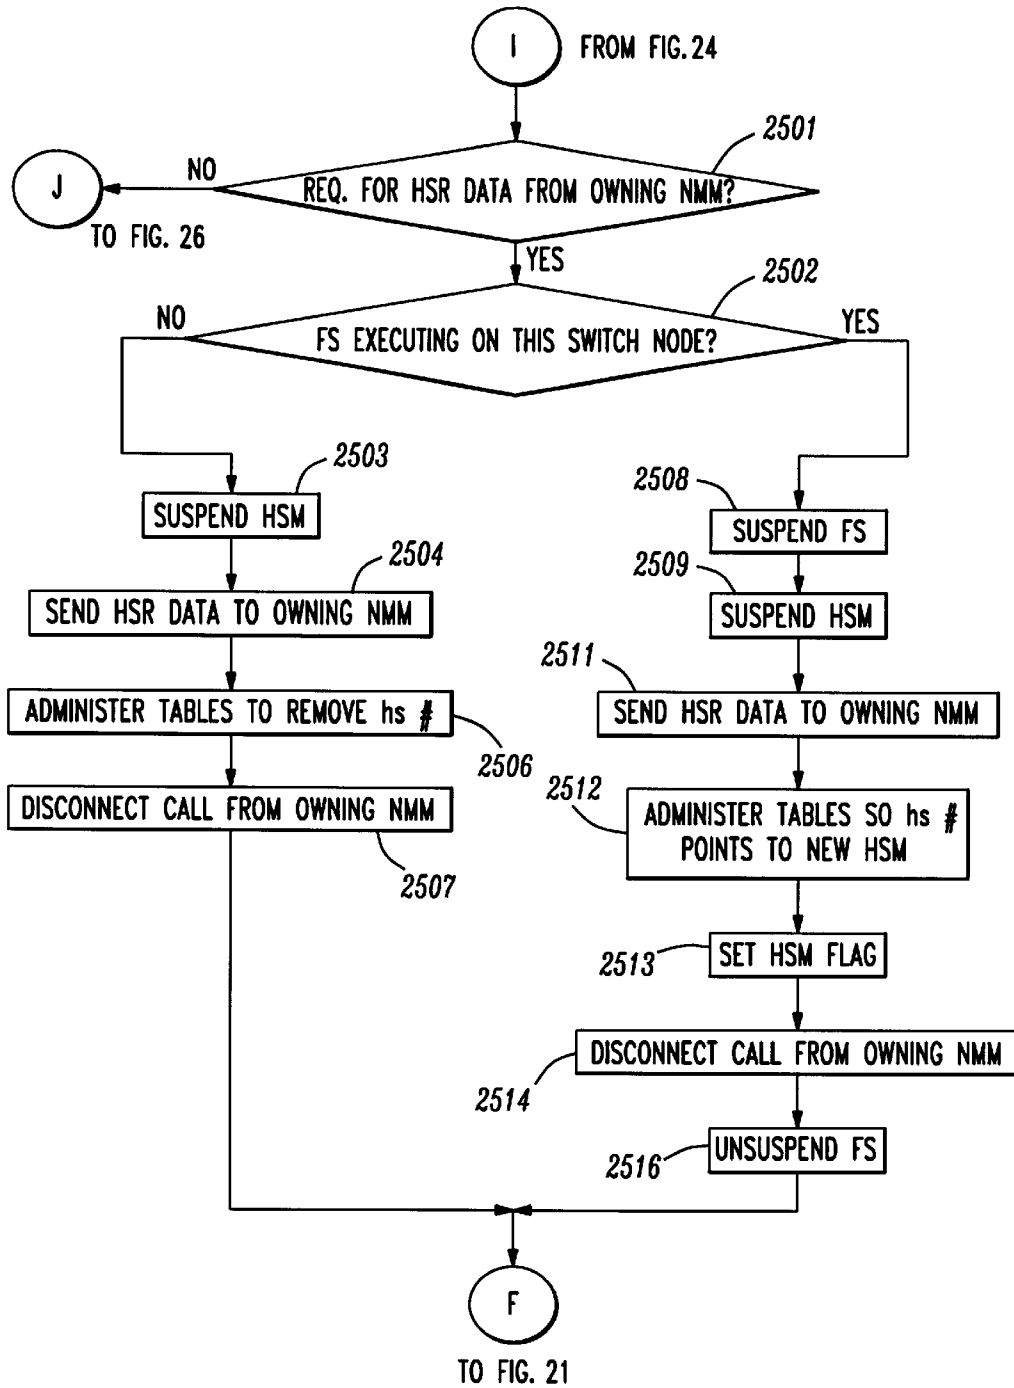 I
FROM FIG. 24
2501
NO
REQ. FOR HSR DATA FROM OWNING NMM?
J
TO FIG. 26
YES
2502
NO
FS EXECUTING ON THIS SWITCH NODE?
YES
2503
SUSPEND HSM
2504
SEND HSR DATA TO OWNING NMM
ADMINISTER TABLES TO REMOVE hs #
2506
DISCONNECT CALL FROM OWNING NMM
2507
2508
SUSPEND FS
2509
SUSPEND HSM
2511
SEND HSR DATA TO OWNING NMM
2512
ADMINISTER TABLES SO hs #
POINTS TO NEW HSM
2513
SET HSM FLAG
DISCONNECT CALL FROM OWNING NMM
2514
UNSUSPEND FS
2516
F
TO FIG. 21